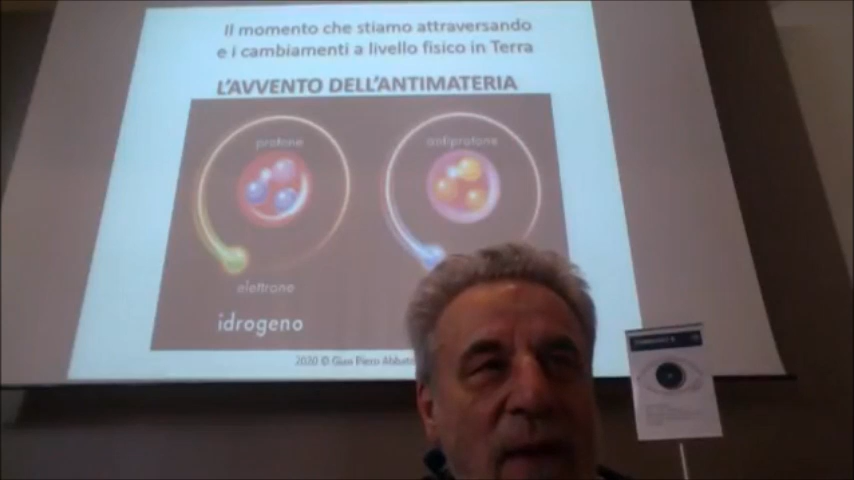 Il momento che stiamo attraversando
e i cambiamenti a livello fisico in Terra
L'AVVENTO DELL'ANTIMATERIA
protone
antiprotone
elettrone
idrogeno
2020 © Gian Piero Abbate